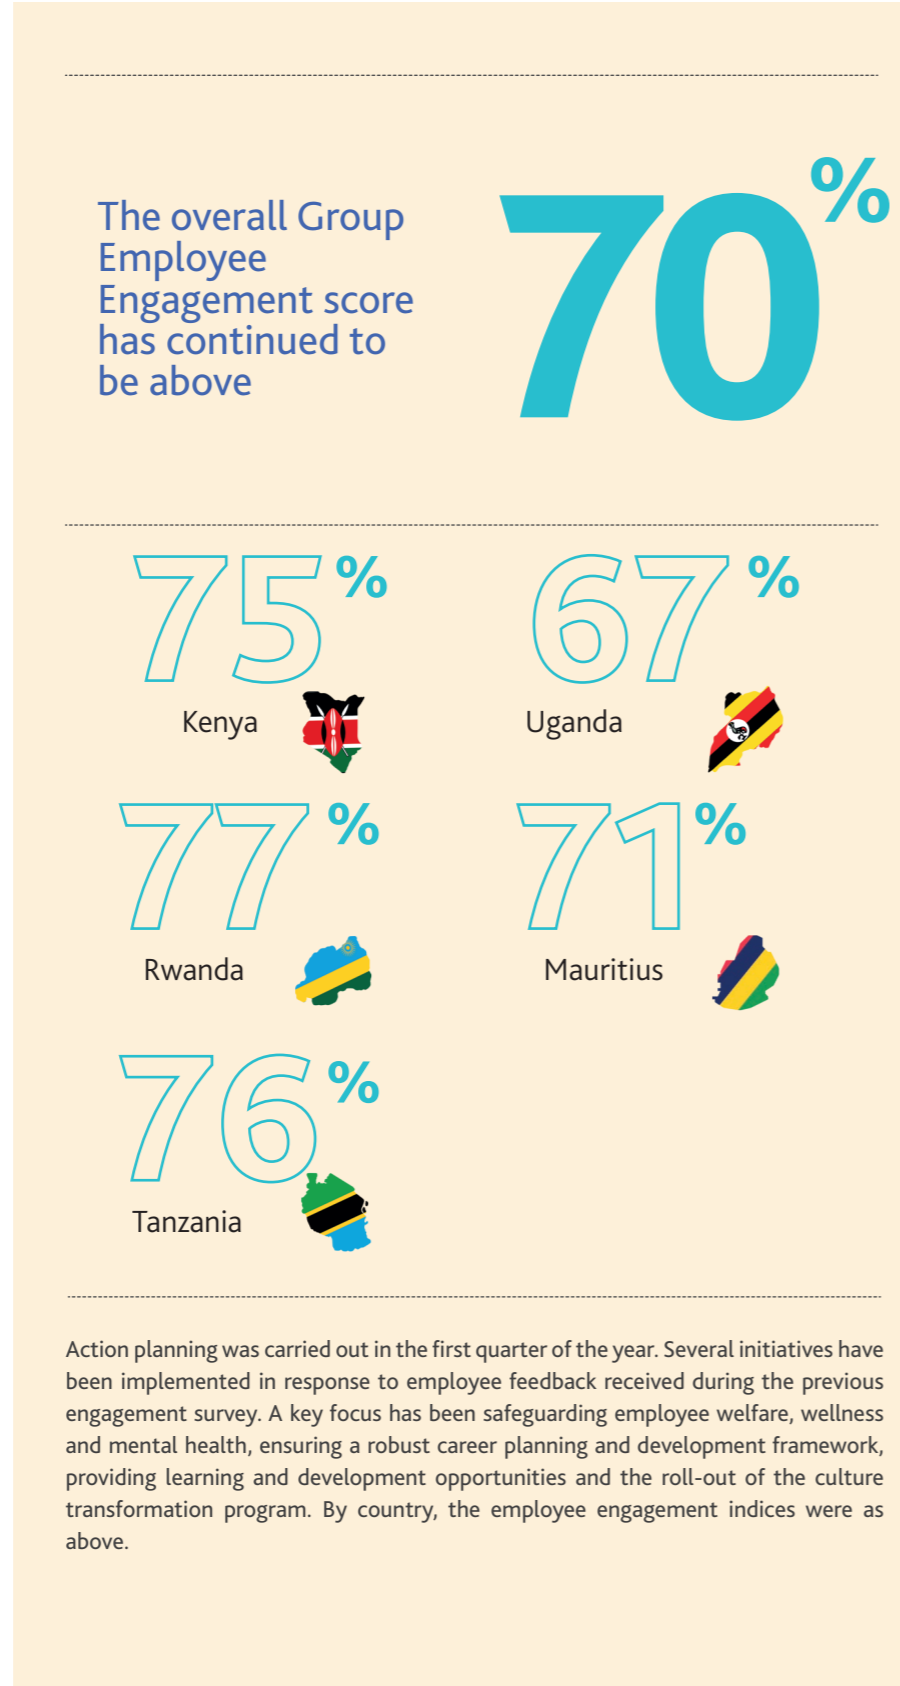 The overall Group
Employee
Engagement score
has continued to
be above
70%
75%
Kenya
67%
Uganda
77%
Rwanda
71%
Mauritius
76%
Tanzania
Action planning was carried out in the first quarter of the year. Several initiatives have
been implemented in response to employee feedback received during the previous
engagement survey. A key focus has been safeguarding employee welfare, wellness
and mental health, ensuring a robust career planning and development framework,
providing learning and development opportunities and the roll-out of the culture
transformation program. By country, the employee engagement indices were as
above.